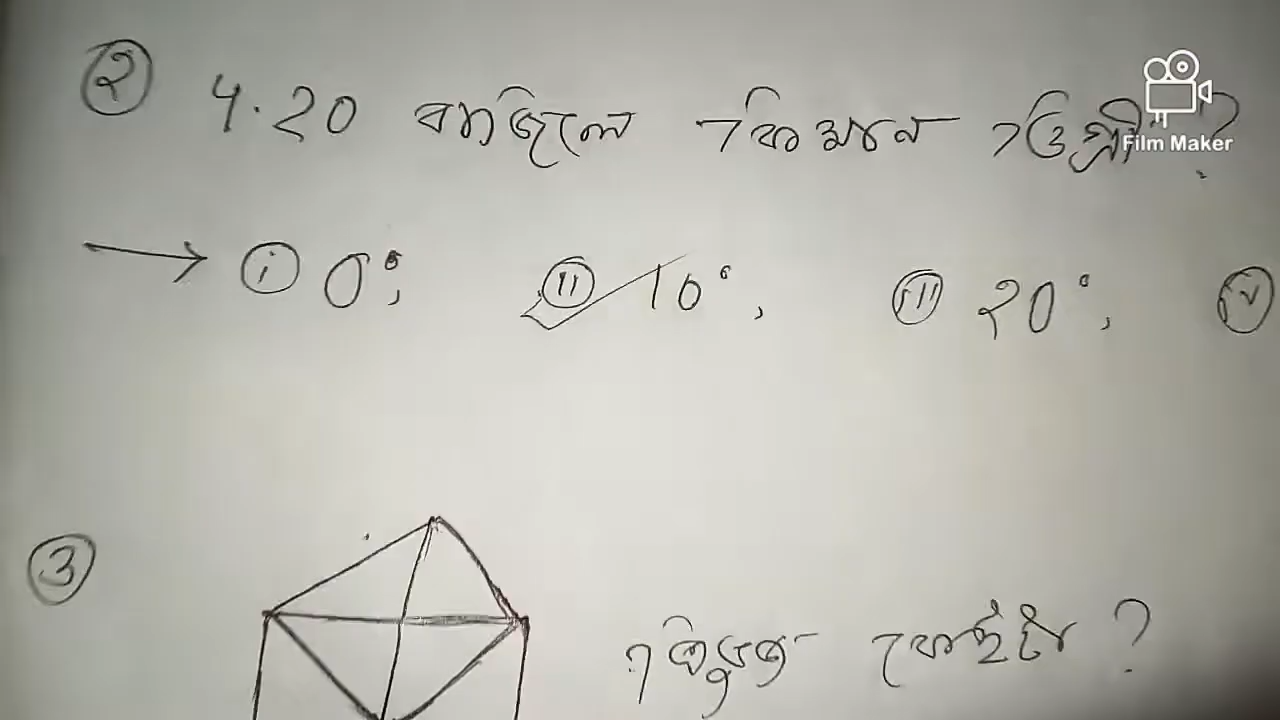 ২ 4.20 বাজিলে কিমান ডিগ্ৰী ?
→ i 0°, ii 10°, iii 20°, iv
Film Maker
৩ ত্ৰিভুজ কেইটা ?